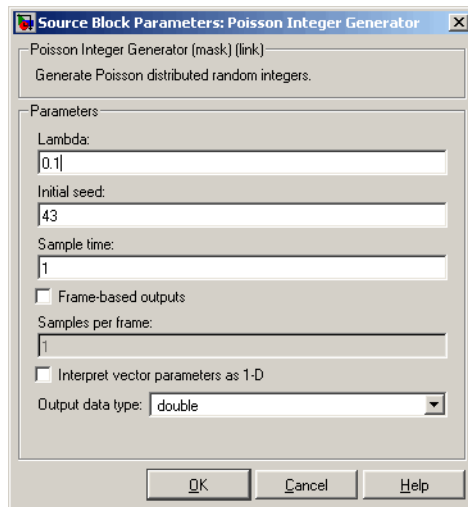 Source Block Parameters: Poisson Integer Generator
Poisson Integer Generator (mask) (link)
Generate Poisson distributed random integers.
Parameters
Lambda:
0.1
Initial seed:
43
Sample time:
1
Frame-based outputs
Samples per frame:
1
Interpret vector parameters as 1-D
Output data type: double
OK Cancel Help